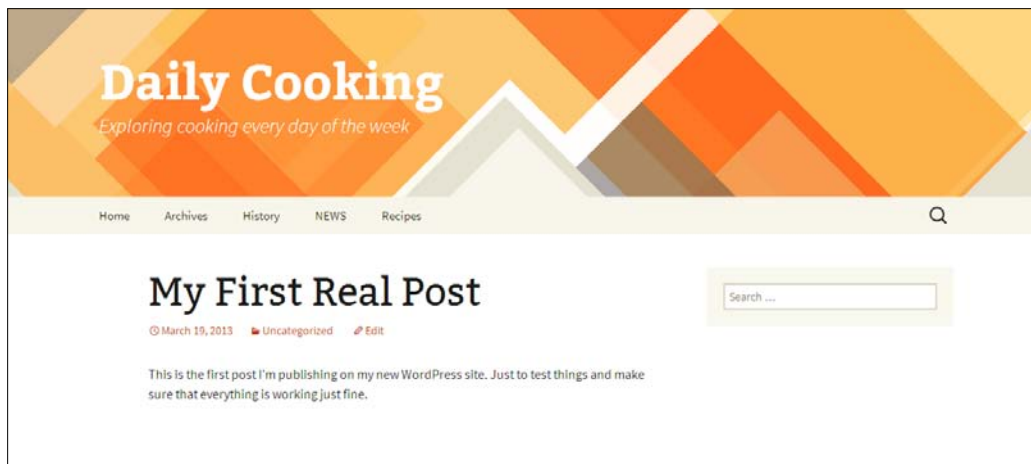 Daily Cooking
Exploring cooking every day of the week
Home Archives History NEWS Recipes
My First Real Post
March 19, 2013 Uncategorized Edit
This is the first post I'm publishing on my new WordPress site. Just to test things and make
sure that everything is working just fine.
Search ...